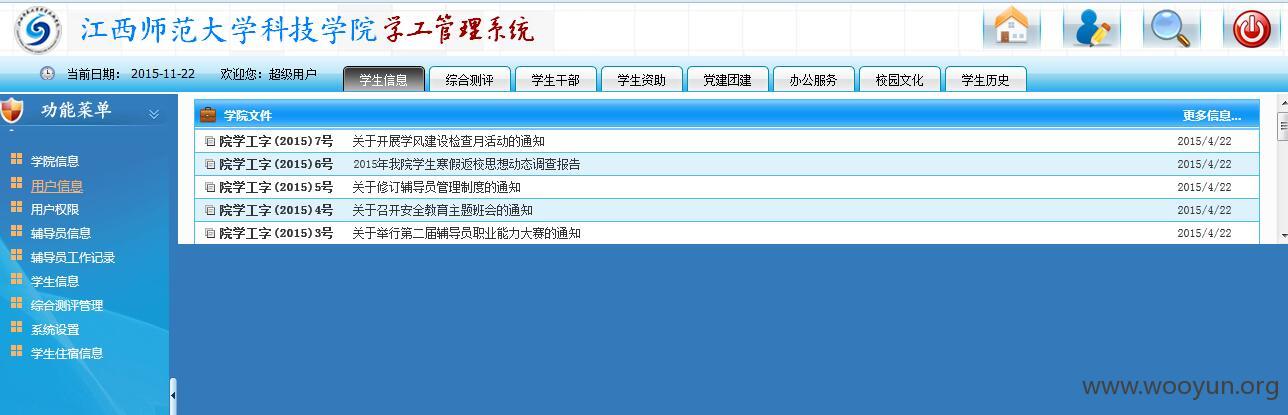 江西师范大学科技学院 学工管理系统
当前日期： 2015-11-22 欢迎您：超级用户
学生信息 综合测评 学生干部 学生资助 党建团建 办公服务 校园文化 学生历史
功能菜单
学院信息
用户信息
用户权限
辅导员信息
辅导员工作记录
学生信息
综合测评管理
系统设置
学生住宿信息
学院文件 更多信息...
院学工字(2015)7号 关于开展学风建设检查月活动的通知 2015/4/22
院学工字(2015)6号 2015年我院学生寒假返校思想动态调查报告 2015/4/22
院学工字(2015)5号 关于修订辅导员管理制度的通知 2015/4/22
院学工字(2015)4号 关于召开安全教育主题班会的通知 2015/4/22
院学工字(2015)3号 关于举行第二届辅导员职业能力大赛的通知 2015/4/22
www.wooyun.org